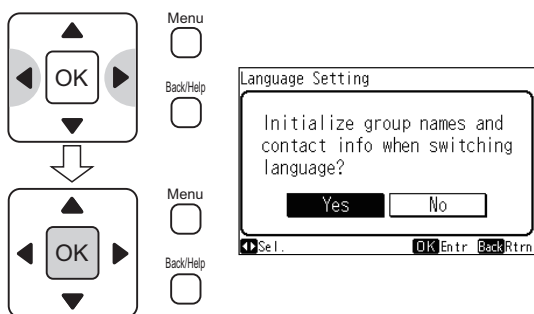 Menu
OK
Back/Help
Menu
OK
Back/Help
Language Setting
Initialize group names and
contact info when switching
language?
Yes No
Sel. OK Entr Back Rtrn